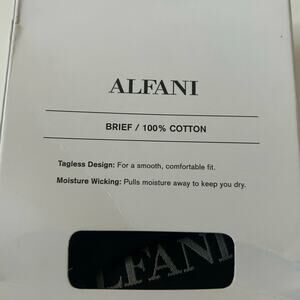 ALFANI
BRIEF / 100% COTTON
Tagless Design: For a smooth, comfortable fit.
Moisture Wicking: Pulls moisture away to keep you dry.
ALFANI